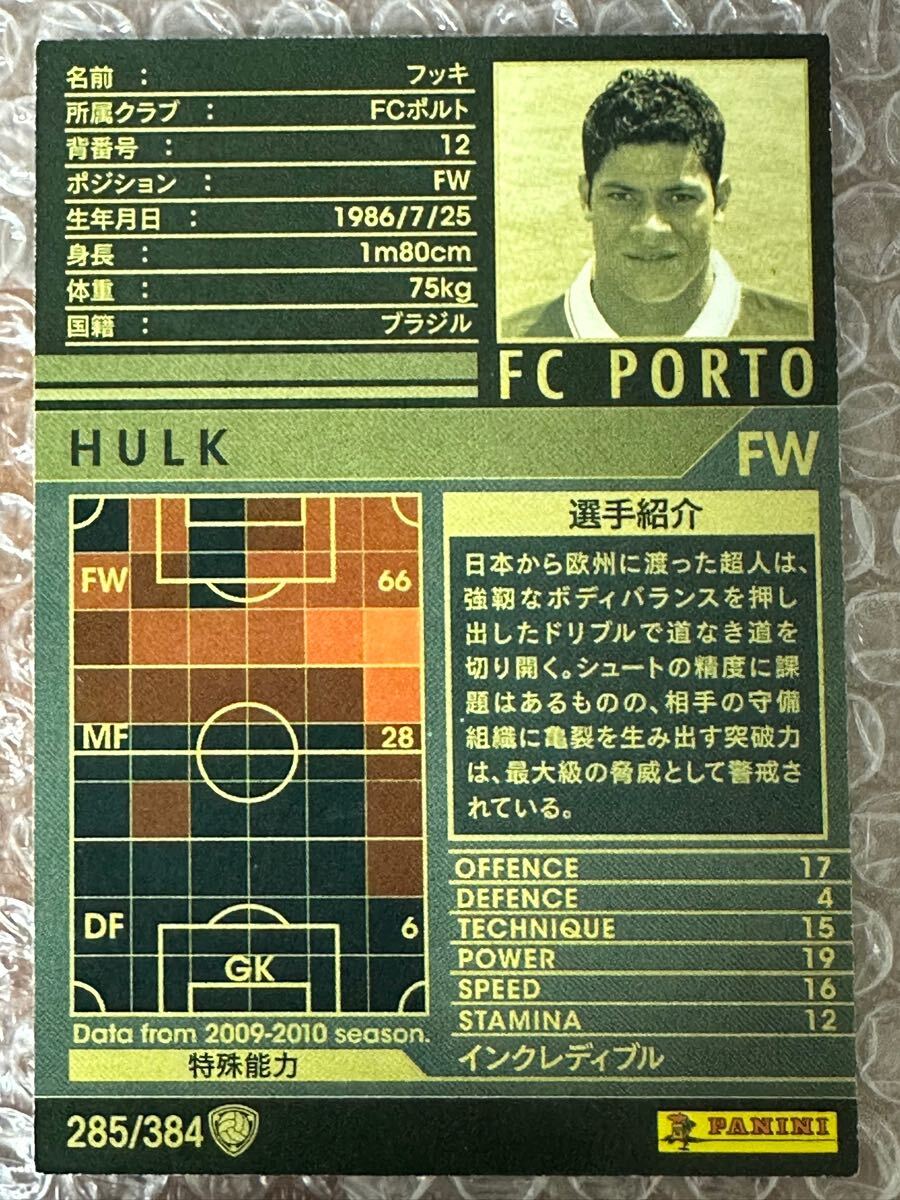 名前 : フッキ
所属クラブ : FCポルト
背番号 : 12
ポジション : FW
生年月日 : 1986/7/25
身長 : 1m80cm
体重 : 75kg
国籍 : ブラジル
FC PORTO
HULK
FW
FW 66
MF 28
DF 6
GK
Data from 2009-2010 season.
選手紹介
日本から欧州に渡った超人は、
強靭なボディバランスを押し
出したドリブルで道なき道を
切り開く。シュートの精度に課
題はあるものの、相手の守備
組織に亀裂を生み出す突破力
は、最大級の脅威として警戒さ
れている。
OFFENCE 17
DEFENCE 4
TECHNIQUE 15
POWER 19
SPEED 16
STAMINA 12
特殊能力 インクレディブル
285/384
PANINI